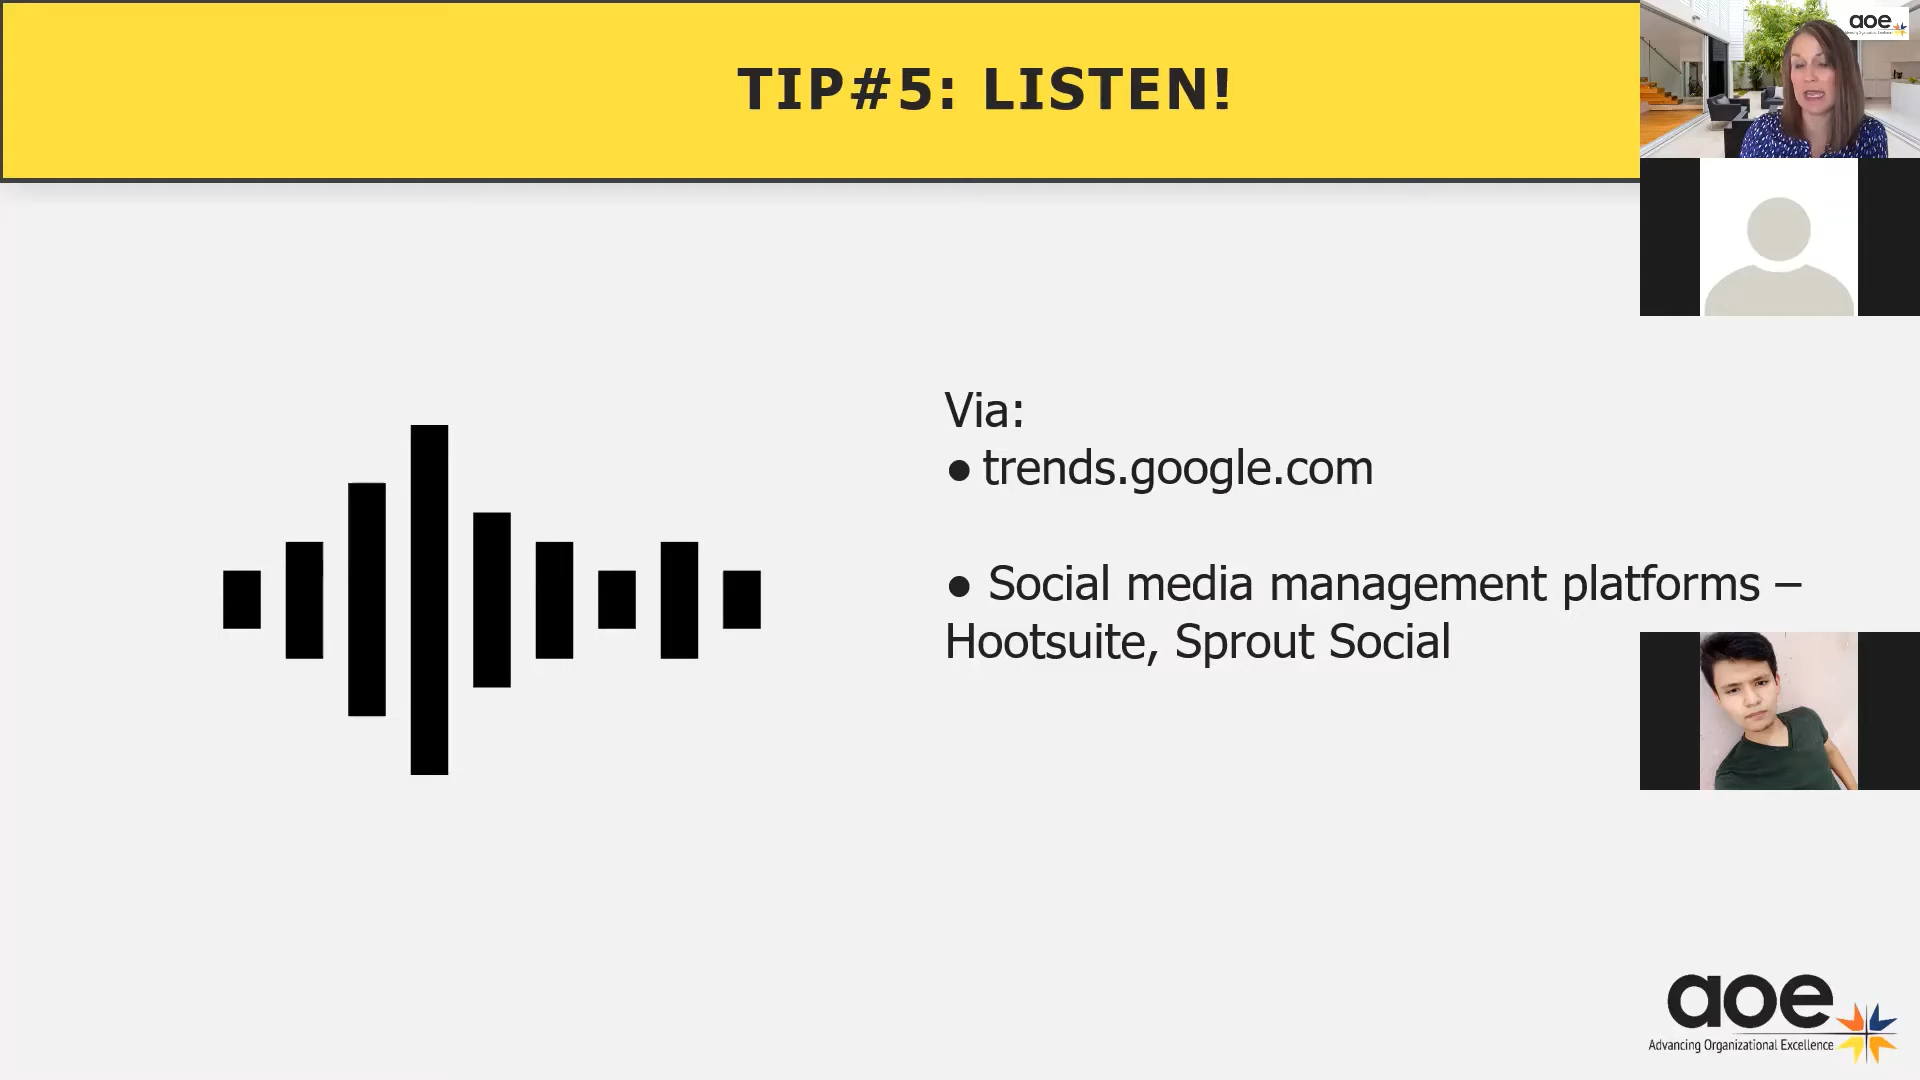 TIP#5: LISTEN!
aoe
Via:
● trends.google.com
● Social media management platforms –
Hootsuite, Sprout Social
aoe
Advancing Organizational Excellence